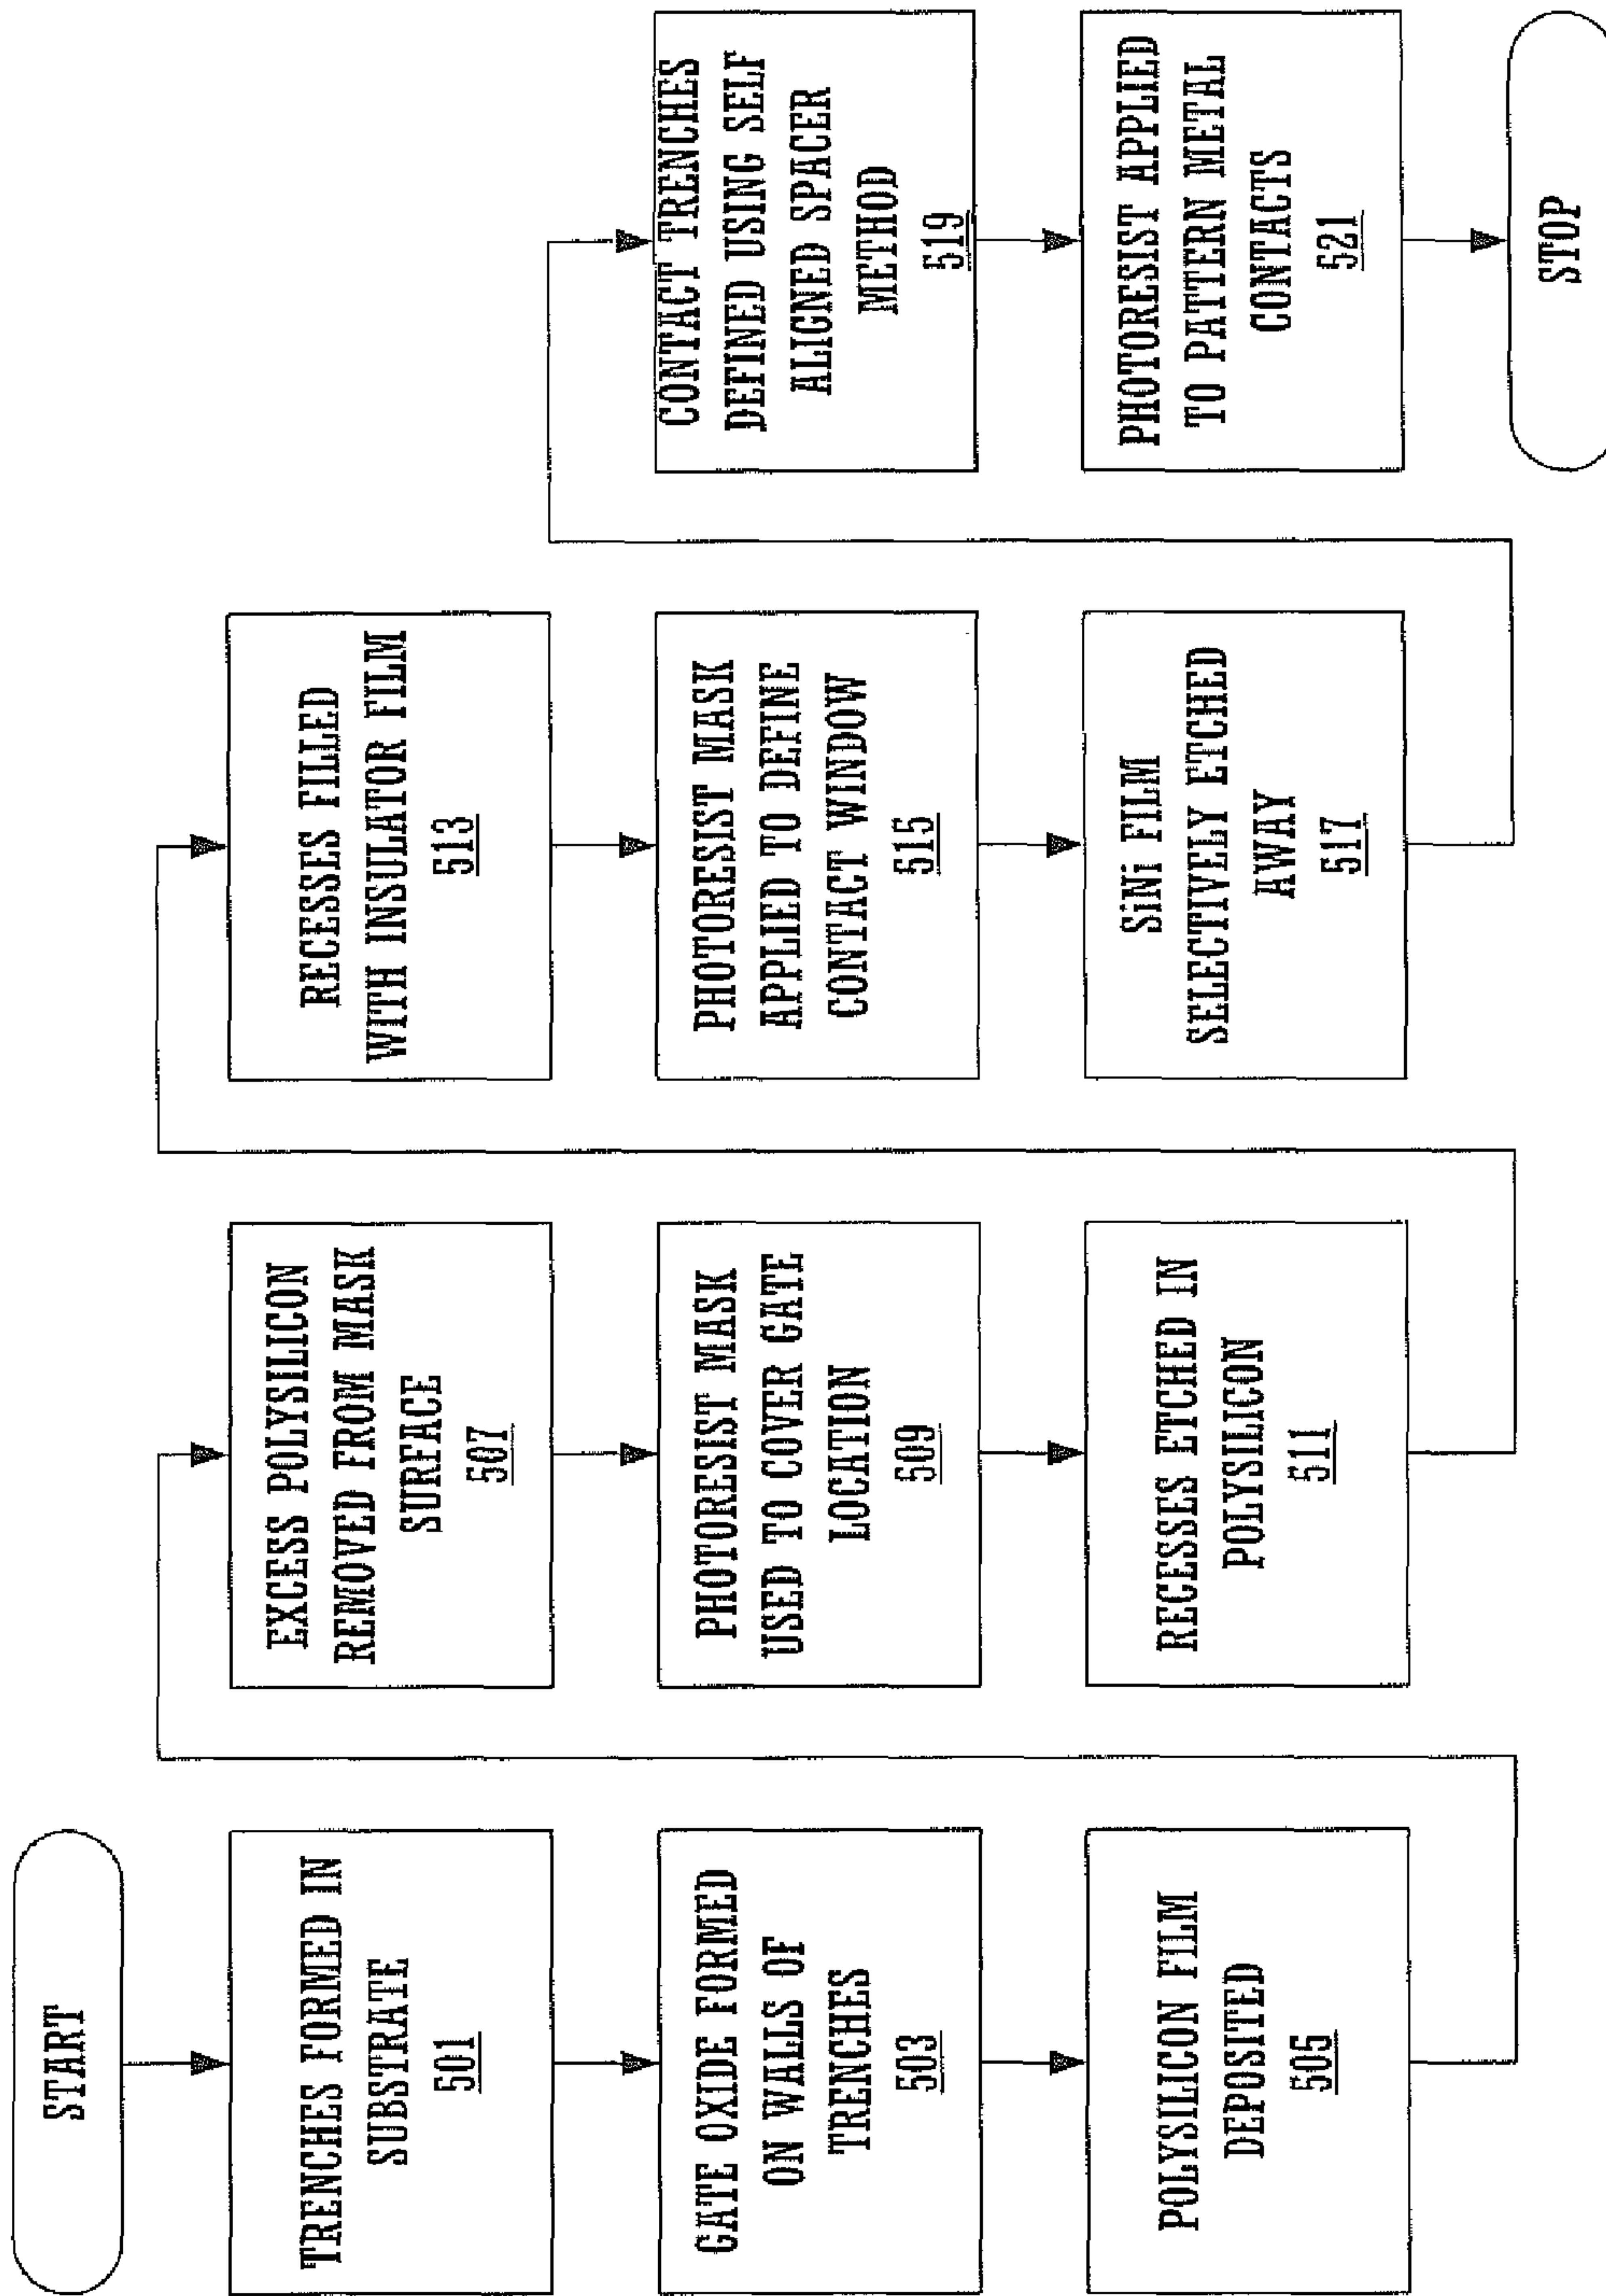 START
TRENCHES FORMED IN
SUBSTRATE
501
GATE OXIDE FORMED
ON WALLS OF
TRENCHES
503
POLYSILICON FILM
DEPOSITED
505
EXCESS POLYSILICON
REMOVED FROM MASK
SURFACE
507
PHOTORESIST MASK
USED TO COVER GATE
LOCATION
509
RECESSES ETCHED IN
POLYSILICON
511
RECESSES FILLED
WITH INSULATOR FILM
513
PHOTORESIST MASK
APPLIED TO DEFINE
CONTACT WINDOW
515
SiNi FILM
SELECTIVELY ETCHED
AWAY
517
CONTACT TRENCHES
DEFINED USING SELF
ALIGNED SPACER
METHOD
519
PHOTORESIST APPLIED
TO PATTERN METAL
CONTACTS
521
STOP